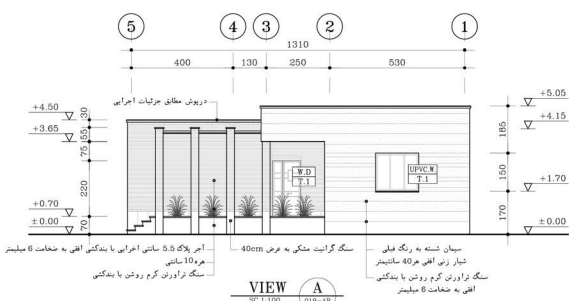 5 4 3 2 1
1310
400 130 250 530
درپوش مطابق جزئیات اجرایی
+4.50
+3.65
+0.70
±0.00
30
55
75
220
70
W.D
T.1
UPVC.W
T.1
185
150
170
+5.05
+4.15
+1.70
±0.00
آجر پلاک 5.5 سانتی اخرایی با بندکشی افقی به ضخامت 6 میلیمتر
هره 10 سانتی
سنگ تراورتن کرم روشن با بندکشی
سنگ گرانیت مشکی به عرض 40cm
سیمان شسته به رنگ فیلی
شیار زنی افقی هر 40 سانتیمتر
سنگ تراورتن کرم روشن با بندکشی
افقی به ضخامت 6 میلیمتر
VIEW A
SC 1:100